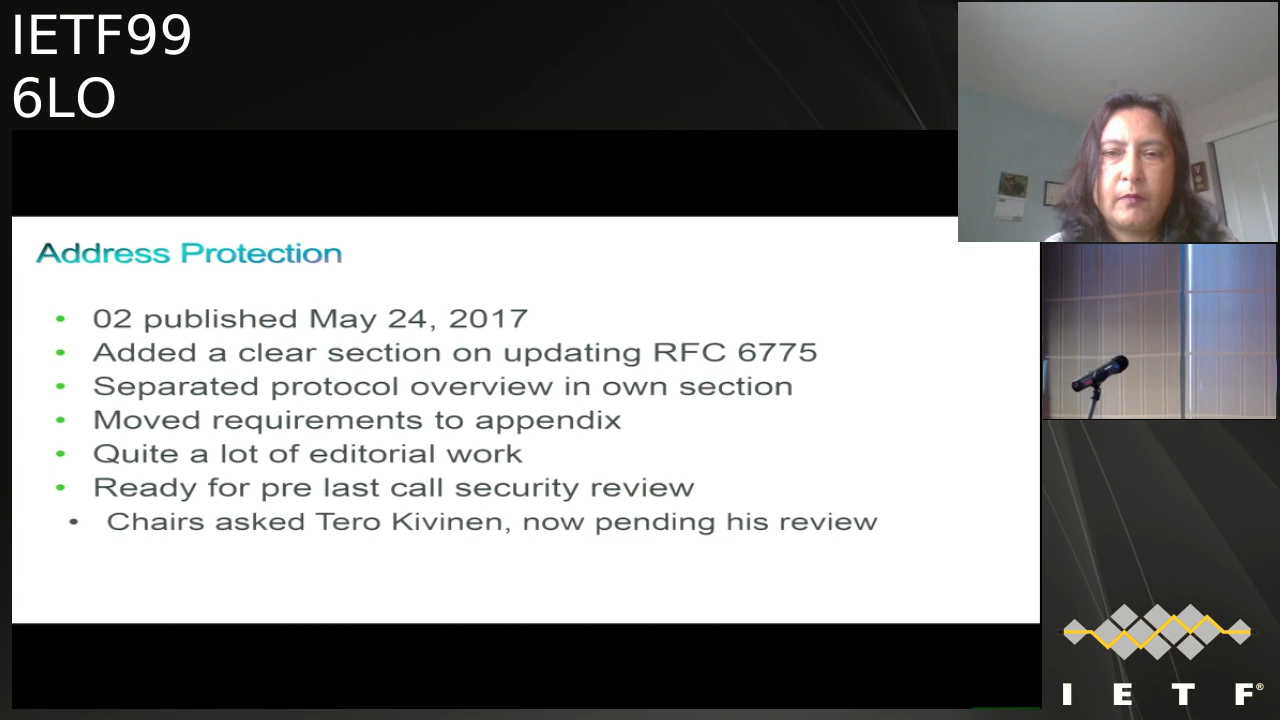 IETF99
6LO
Address Protection
• 02 published May 24, 2017
• Added a clear section on updating RFC 6775
• Separated protocol overview in own section
• Moved requirements to appendix
• Quite a lot of editorial work
• Ready for pre last call security review
• Chairs asked Tero Kivinen, now pending his review
I E T F®